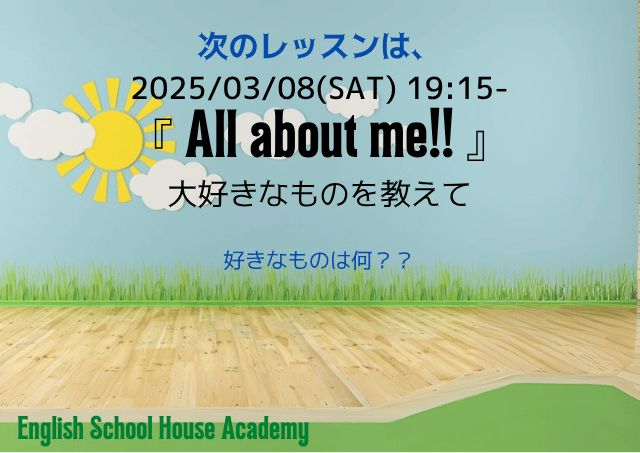 次のレッスンは、
2025/03/08(SAT) 19:15-
『 All about me!! 』
大好きなものを教えて
好きなものは何？？
English School House Academy